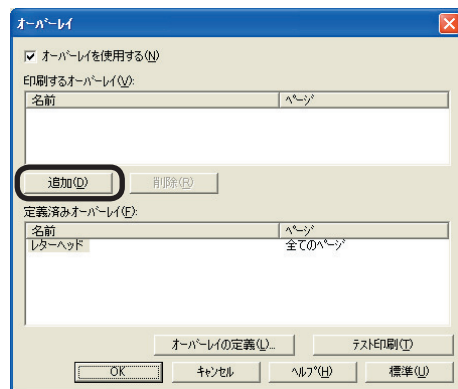 オーバーレイ
オーバーレイを使用する(N)
印刷するオーバーレイ(V):
名前 ページ
追加(D) 削除(R)
定義済みオーバーレイ(F):
名前 ページ
レターヘッド 全てのページ
オーバーレイの定義(L)... テスト印刷(T)
OK キャンセル ヘルプ(H) 標準(U)